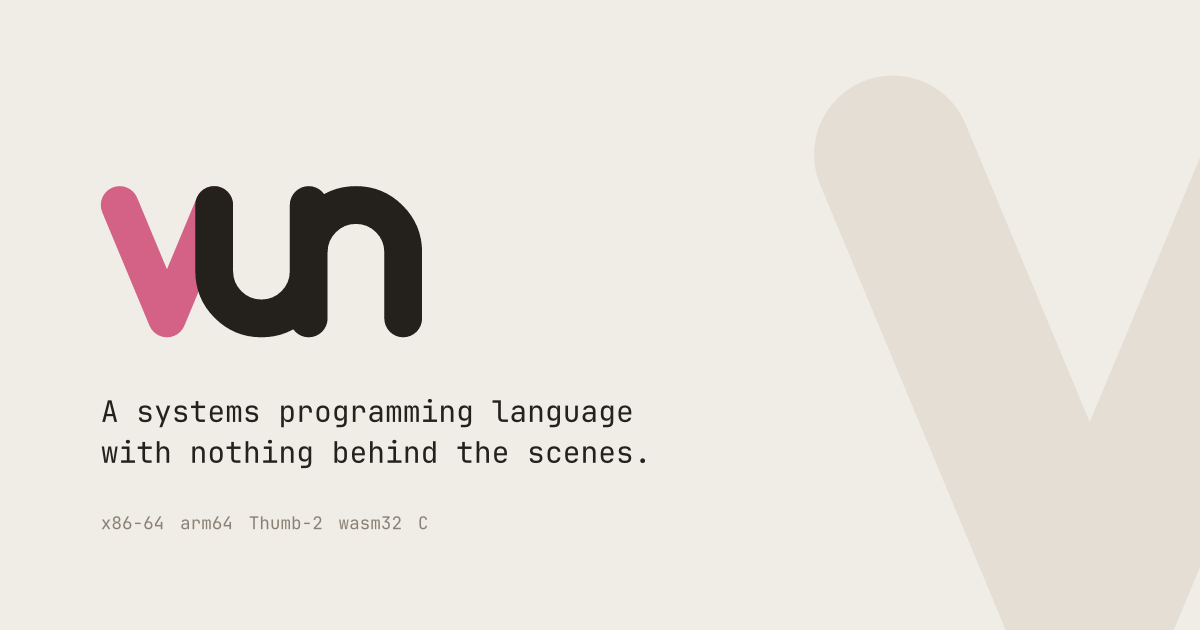 vun
A systems programming language
with nothing behind the scenes.
x86-64 arm64 Thumb-2 wasm32 C